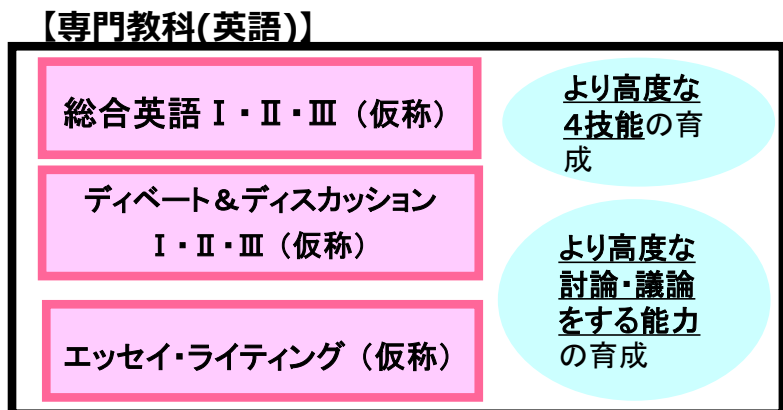 【専門教科(英語)】
総合英語Ⅰ・Ⅱ・Ⅲ（仮称）
より高度な
４技能の育
成
ディベート＆ディスカッション
Ⅰ・Ⅱ・Ⅲ（仮称）
より高度な
討論・議論
をする能力
の育成
エッセイ・ライティング（仮称）